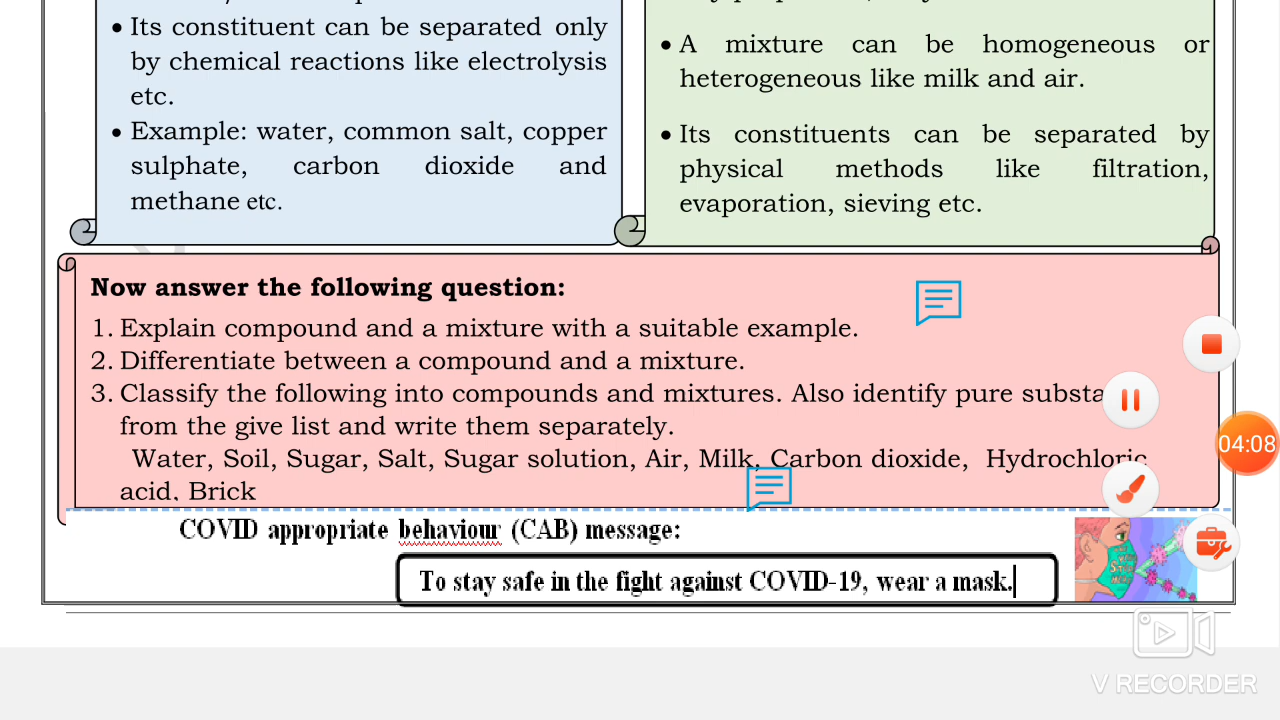 • Its constituent can be separated only
by chemical reactions like electrolysis
etc.
• Example: water, common salt, copper
sulphate, carbon dioxide and
methane etc.
• A mixture can be homogeneous or
heterogeneous like milk and air.
• Its constituents can be separated by
physical methods like filtration,
evaporation, sieving etc.
Now answer the following question:
1. Explain compound and a mixture with a suitable example.
2. Differentiate between a compound and a mixture.
3. Classify the following into compounds and mixtures. Also identify pure substa
from the give list and write them separately.
Water, Soil, Sugar, Salt, Sugar solution, Air, Milk, Carbon dioxide, Hydrochloric
acid, Brick
04:08
COVID appropriate behaviour (CAB) message:
To stay safe in the fight against COVID-19, wear a mask.
V RECORDER